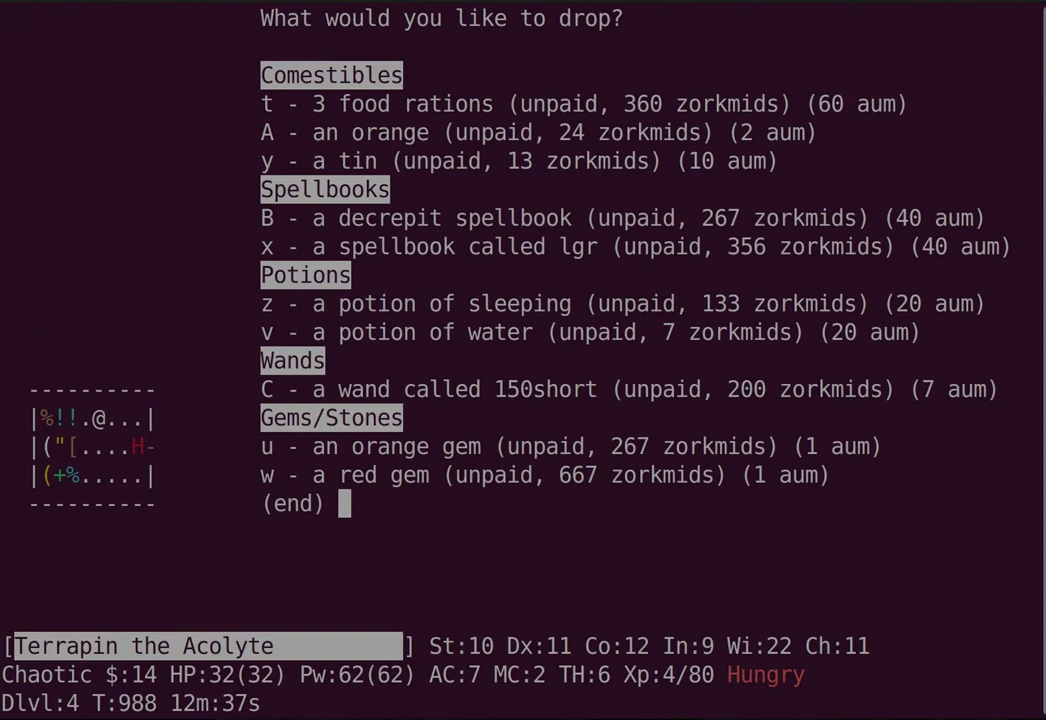 What would you like to drop?
Comestibles
t - 3 food rations (unpaid, 360 zorkmids) (60 aum)
A - an orange (unpaid, 24 zorkmids) (2 aum)
y - a tin (unpaid, 13 zorkmids) (10 aum)
Spellbooks
B - a decrepit spellbook (unpaid, 267 zorkmids) (40 aum)
x - a spellbook called lgr (unpaid, 356 zorkmids) (40 aum)
Potions
z - a potion of sleeping (unpaid, 133 zorkmids) (20 aum)
v - a potion of water (unpaid, 7 zorkmids) (20 aum)
Wands
----------
C - a wand called 150short (unpaid, 200 zorkmids) (7 aum)
|%!!.@...|
Gems/Stones
|("[....H-
u - an orange gem (unpaid, 267 zorkmids) (1 aum)
|(+%.....|
w - a red gem (unpaid, 667 zorkmids) (1 aum)
----------
(end)
[Terrapin the Acolyte ] St:10 Dx:11 Co:12 In:9 Wi:22 Ch:11
Chaotic $:14 HP:32(32) Pw:62(62) AC:7 MC:2 TH:6 Xp:4/80 Hungry
Dlvl:4 T:988 12m:37s